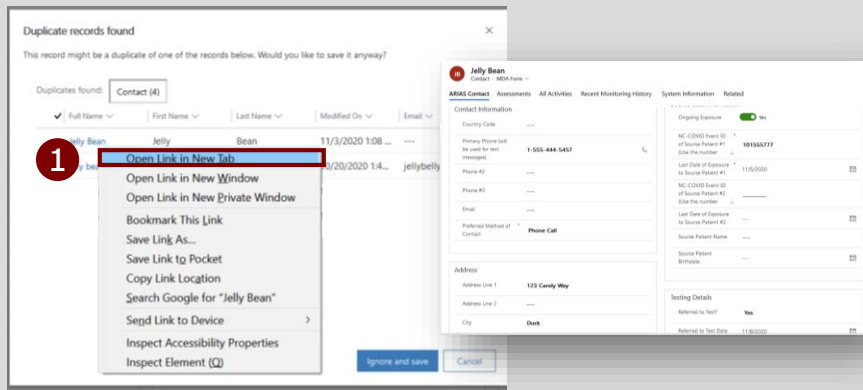 Duplicate records found
This record might be a duplicate of one of the records below. Would you like to save it anyway?
Duplicates found: Contact (4)
Full Name First Name Last Name Modified On Email
Jelly Bean Jelly Bean 11/3/2020 1:08 ... ---
10/20/2020 1:4... jellybelly
1
Open Link in New Tab
Open Link in New Window
Open Link in New Private Window
Bookmark This Link
Save Link As...
Save Link to Pocket
Copy Link Location
Search Google for "Jelly Bean"
Send Link to Device
Inspect Accessibility Properties
Inspect Element (Q)
Ignore and save Cancel
JB
Jelly Bean
Contact · MDA Form
ARIAS Contact Assessments All Activities Recent Monitoring History System Information Related
Contact Information
Country Code ---
Primary Phone (will
be used for text
messages)
1-555-444-5457
Phone #2 ---
Phone #3 ---
Email ---
Preferred Method of
Contact
* Phone Call
Address
Address Line 1 123 Candy Way
Address Line 2 ---
City Duck
Ongoing Exposure Yes
NC-COVID Event ID
of Source Patient #1
(Use the number
* 101555777
Last Date of Exposure
to Source Patient #1
* 11/5/2020
NC-COVID Event ID
of Source Patient #2
(Use the number
Last Date of Exposure
to Source Patient #2
---
Source Patient Name ---
Source Patient
Birthdate
---
Testing Details
Referred to Test? Yes
Referred to Test Date 11/8/2020